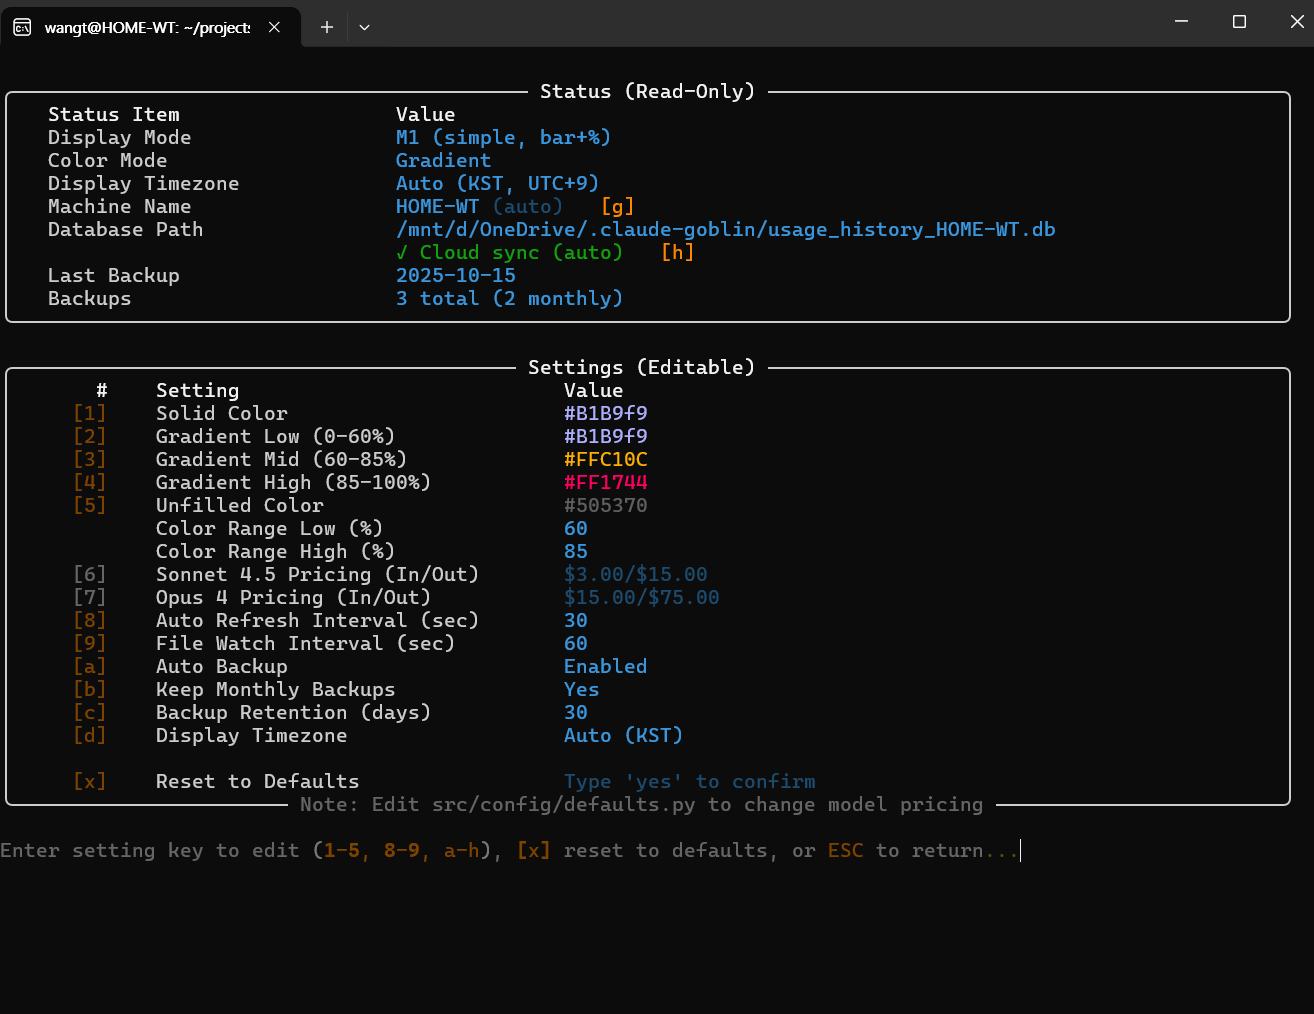 wangt@HOME-WT: ~/projects
Status (Read-Only)
Status Item Value
Display Mode M1 (simple, bar+%)
Color Mode Gradient
Display Timezone Auto (KST, UTC+9)
Machine Name HOME-WT (auto) [g]
Database Path /mnt/d/OneDrive/.claude-goblin/usage_history_HOME-WT.db
√ Cloud sync (auto) [h]
Last Backup 2025-10-15
Backups 3 total (2 monthly)
Settings (Editable)
# Setting Value
[1] Solid Color #B1B9f9
[2] Gradient Low (0-60%) #B1B9f9
[3] Gradient Mid (60-85%) #FFC10C
[4] Gradient High (85-100%) #FF1744
[5] Unfilled Color #505370
Color Range Low (%) 60
Color Range High (%) 85
[6] Sonnet 4.5 Pricing (In/Out) $3.00/$15.00
[7] Opus 4 Pricing (In/Out) $15.00/$75.00
[8] Auto Refresh Interval (sec) 30
[9] File Watch Interval (sec) 60
[a] Auto Backup Enabled
[b] Keep Monthly Backups Yes
[c] Backup Retention (days) 30
[d] Display Timezone Auto (KST)
[x] Reset to Defaults Type 'yes' to confirm
Note: Edit src/config/defaults.py to change model pricing
Enter setting key to edit (1-5, 8-9, a-h), [x] reset to defaults, or ESC to return...